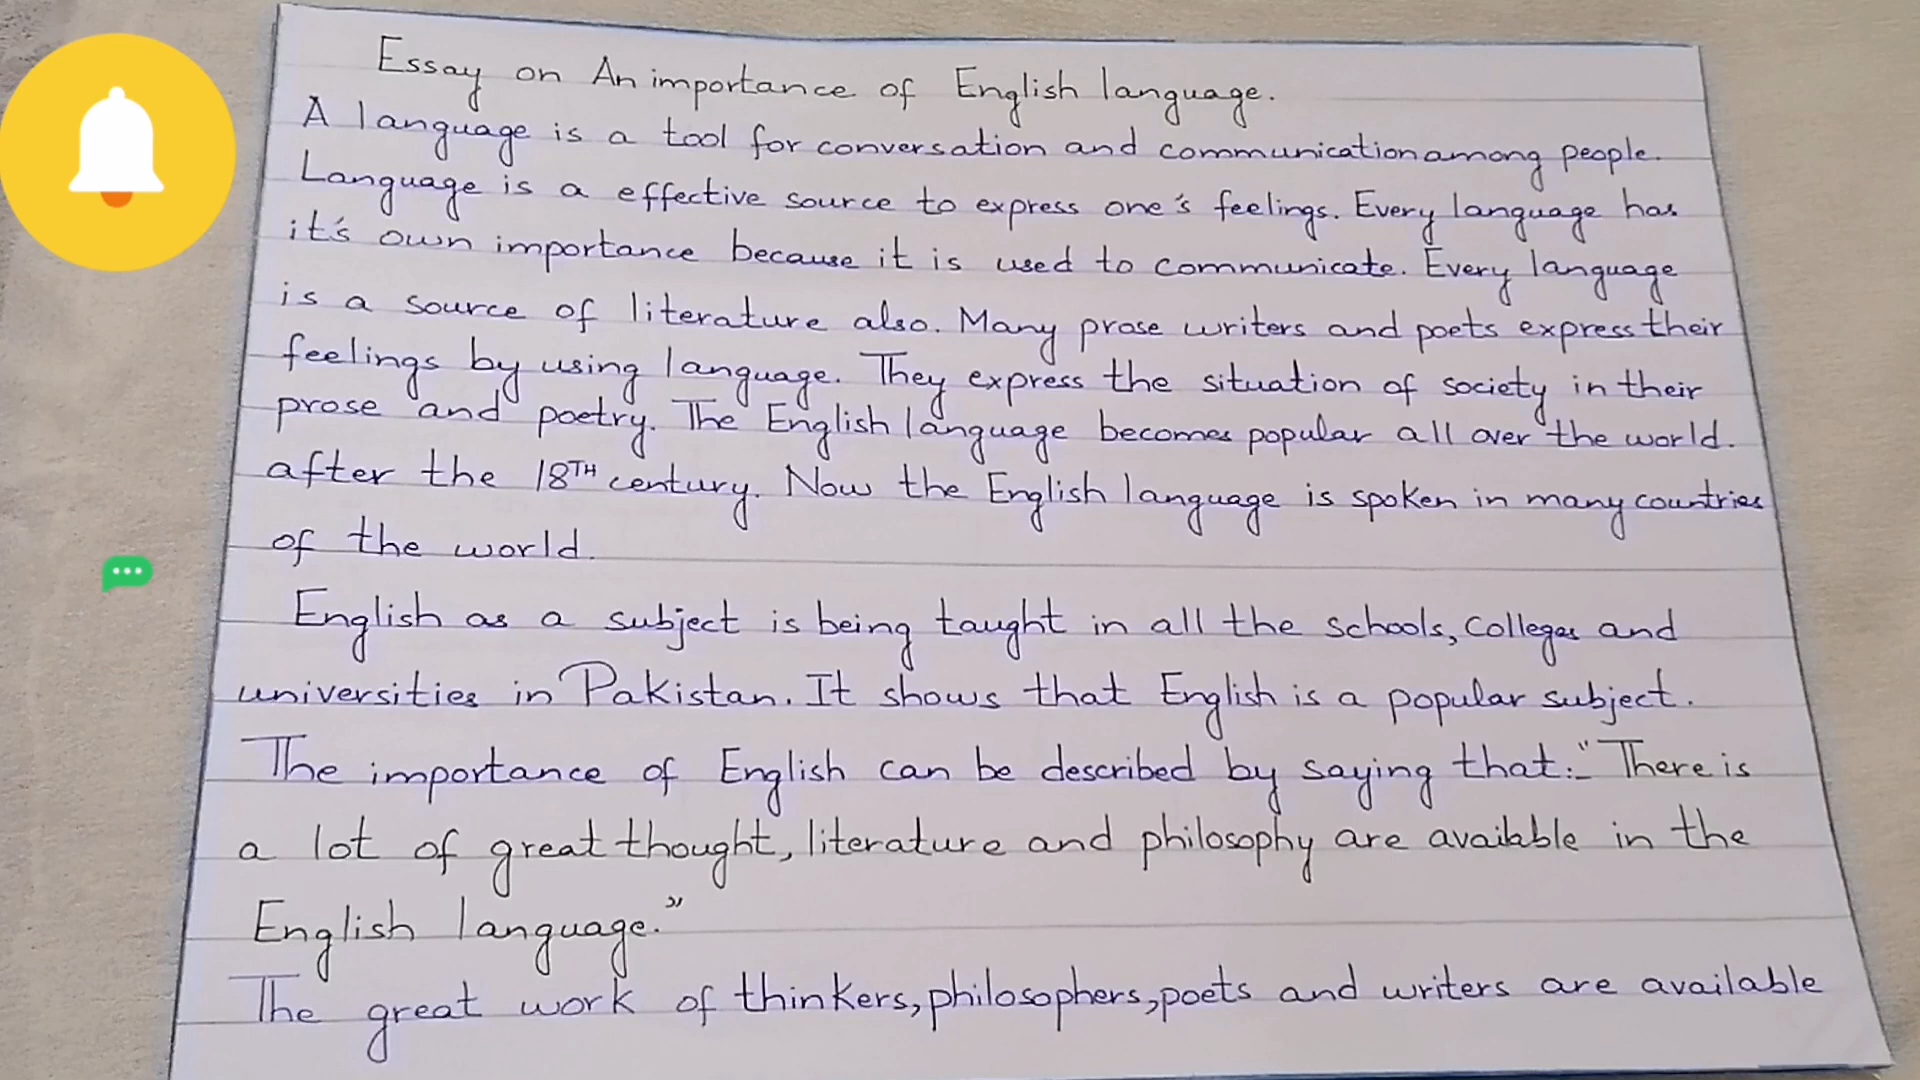 Essay on An importance of English language.
A language is a tool for conversation and communication among people.
Language is a effective source to express one's feelings. Every language has
it's own importance because it is used to communicate. Every language
is a source of literature also. Many prose writers and poets express their
feelings by using language. They express the situation of society in their
prose and poetry. The English language becomes popular all over the world.
after the 18TH century. Now the English language is spoken in many countries
of the world.
English as a subject is being taught in all the schools, colleges and
universities in Pakistan. It shows that English is a popular subject.
The importance of English can be described by saying that:- "There is
a lot of great thought, literature and philosophy are available in the
English language."
The great work of thinkers, philosophers, poets and writers are available